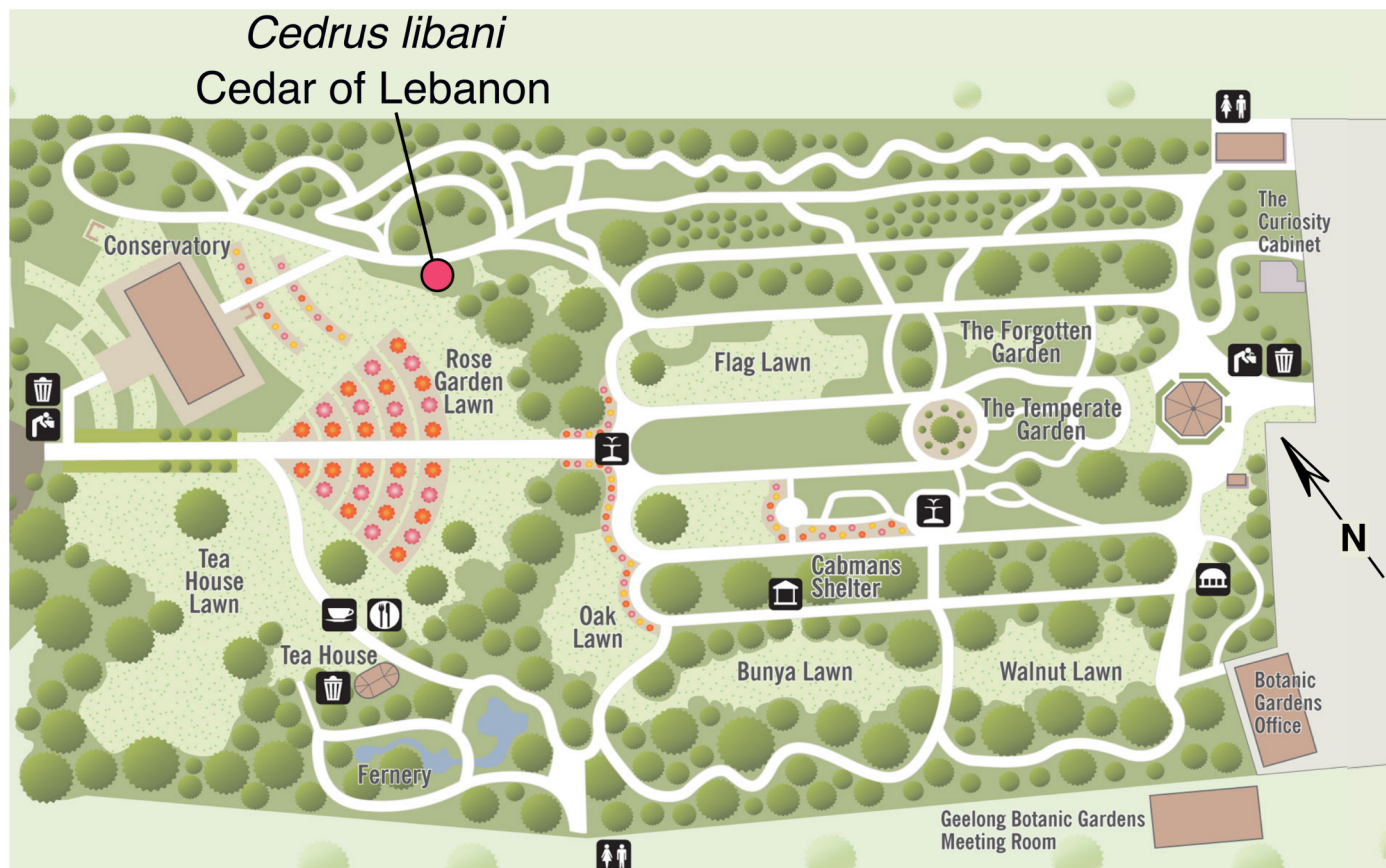 Cedrus libani
Cedar of Lebanon
The
Curiosity
Cabinet
Conservatory
Rose
Garden
Lawn
Flag Lawn
The Forgotten
Garden
The Temperate
Garden
N
Tea
House
Lawn
Cabmans
Shelter
Oak
Lawn
Tea House
Bunya Lawn
Walnut Lawn
Botanic
Gardens
Office
Fernery
Geelong Botanic Gardens
Meeting Room